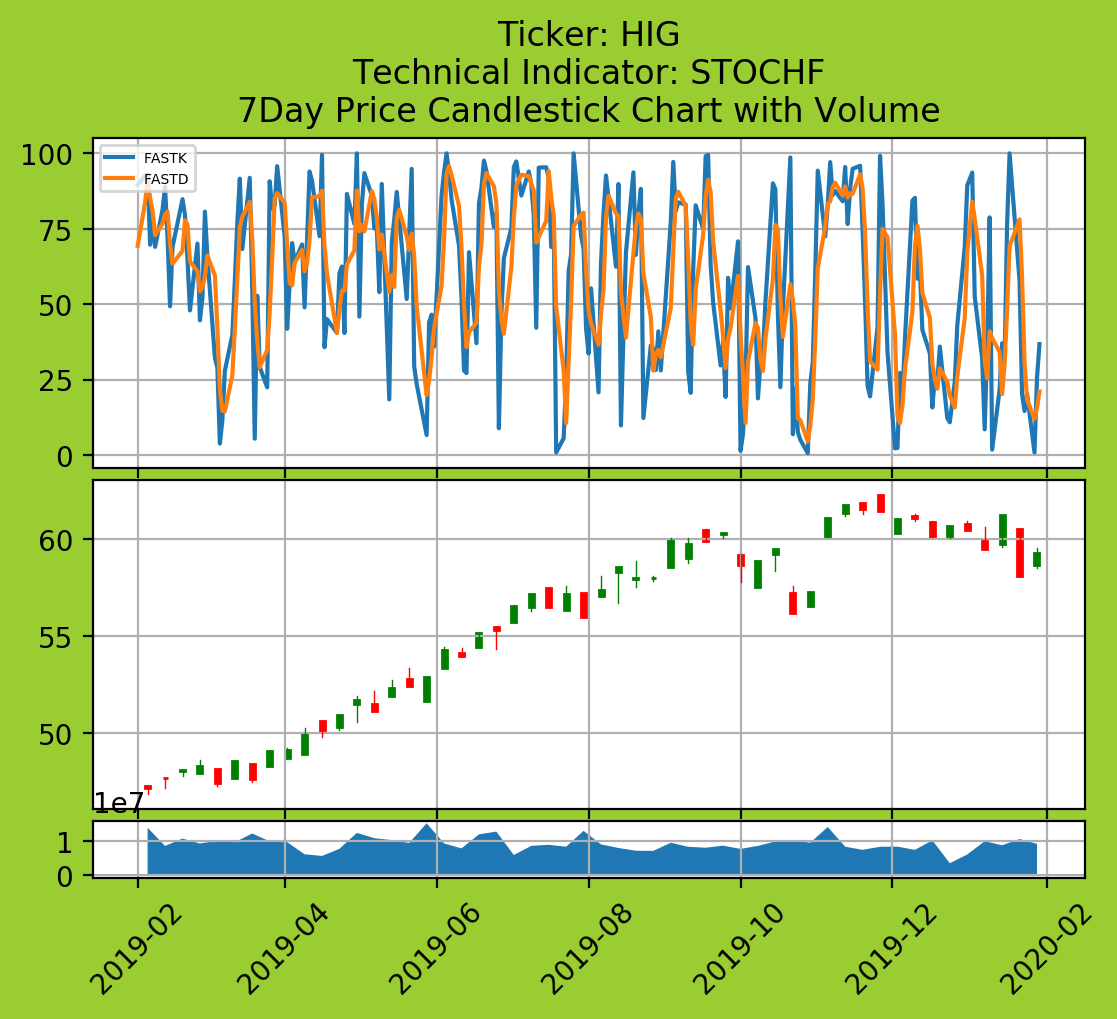 Ticker: HIG
Technical Indicator: STOCHF
7Day Price Candlestick Chart with Volume
100
FASTK
FASTD
75
50
25
0
60
55
50
1e7
1
0
2019-02
2019-04
2019-06
2019-08
2019-10
2019-12
2020-02